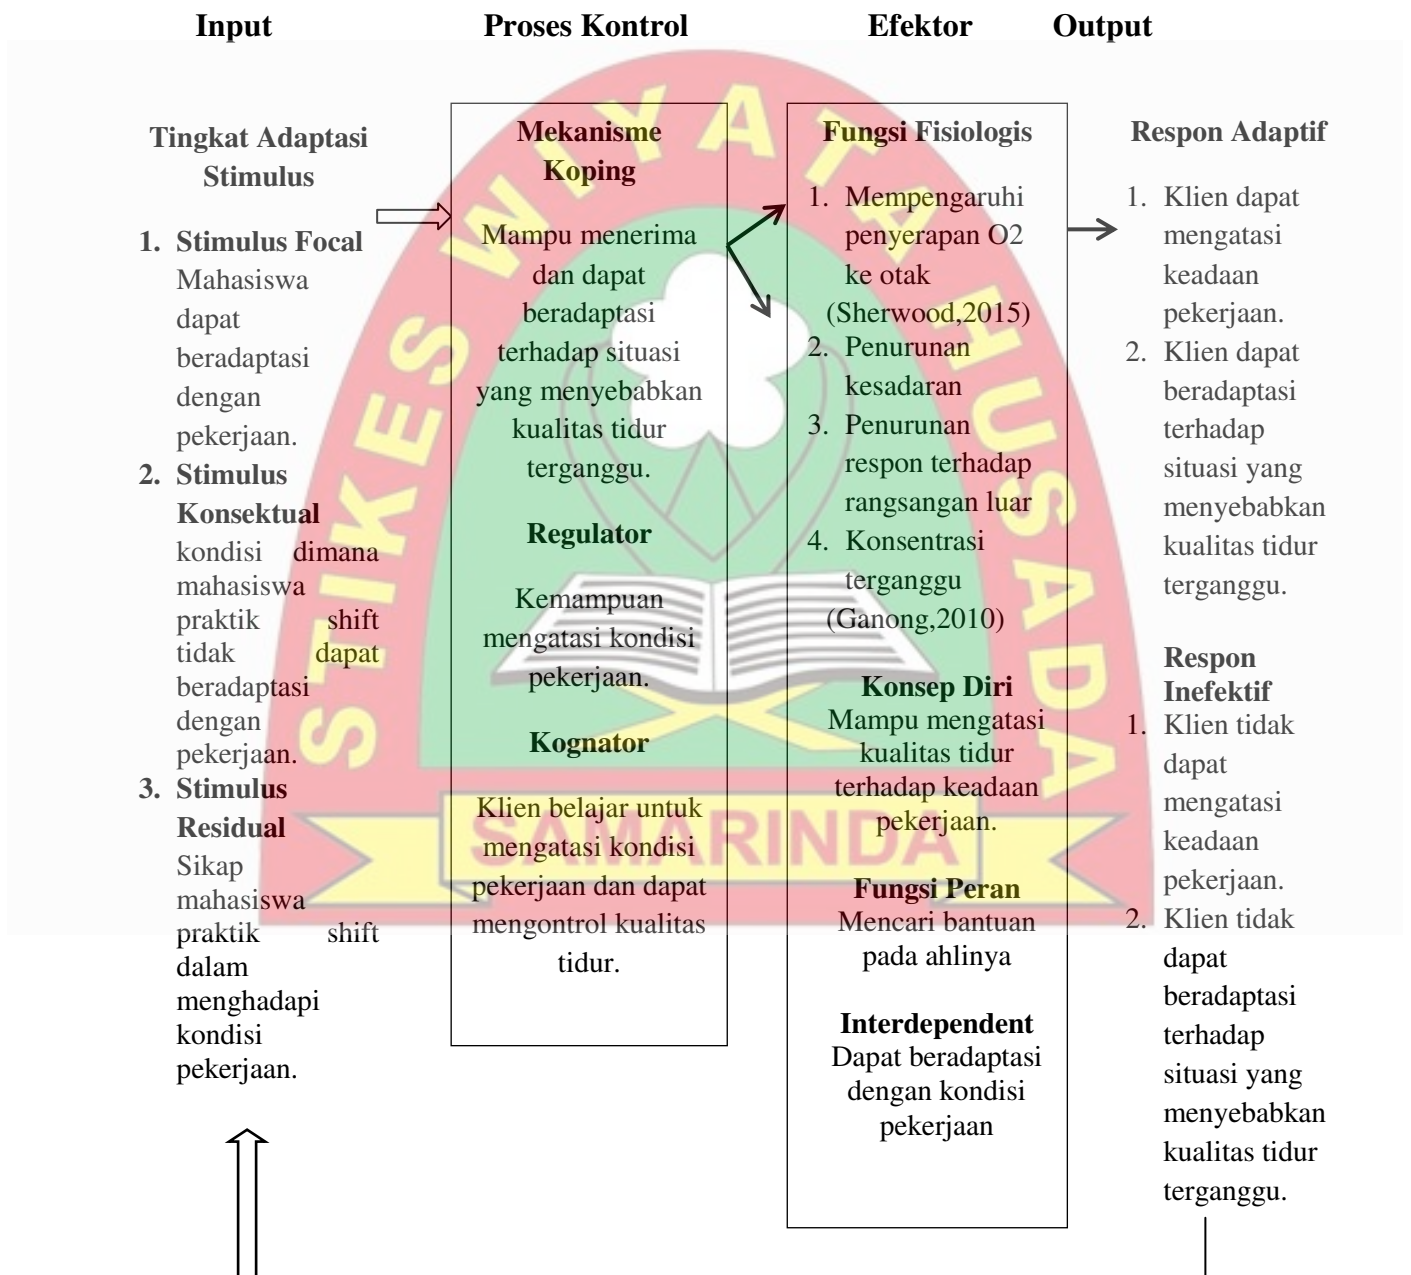 Input Proses Kontrol Efektor Output
Tingkat Adaptasi
Stimulus
1. Stimulus Focal
Mahasiswa
dapat
beradaptasi
dengan
pekerjaan.
2. Stimulus
Konsektual
kondisi dimana
mahasiswa
praktik shift
tidak dapat
beradaptasi
dengan
pekerjaan.
3. Stimulus
Residual
Sikap
mahasiswa
praktik shift
dalam
menghadapi
kondisi
pekerjaan.
Mekanisme
Koping
Mampu menerima
dan dapat
beradaptasi
terhadap situasi
yang menyebabkan
kualitas tidur
terganggu.
Regulator
Kemampuan
mengatasi kondisi
pekerjaan.
Kognator
Klien belajar untuk
mengatasi kondisi
pekerjaan dan dapat
mengontrol kualitas
tidur.
Fungsi Fisiologis
1. Mempengaruhi
penyerapan O2
ke otak
(Sherwood,2015)
2. Penurunan
kesadaran
3. Penurunan
respon terhadap
rangsangan luar
4. Konsentrasi
terganggu
(Ganong,2010)
Konsep Diri
Mampu mengatasi
kualitas tidur
terhadap keadaan
pekerjaan.
Fungsi Peran
Mencari bantuan
pada ahlinya
Interdependent
Dapat beradaptasi
dengan kondisi
pekerjaan
Respon Adaptif
1. Klien dapat
mengatasi
keadaan
pekerjaan.
2. Klien dapat
beradaptasi
terhadap
situasi yang
menyebabkan
kualitas tidur
terganggu.
Respon
Inefektif
1. Klien tidak
dapat
mengatasi
keadaan
pekerjaan.
2. Klien tidak
dapat
beradaptasi
terhadap
situasi yang
menyebabkan
kualitas tidur
terganggu.
STIKES WIYATA HUSADA
SAMARINDA